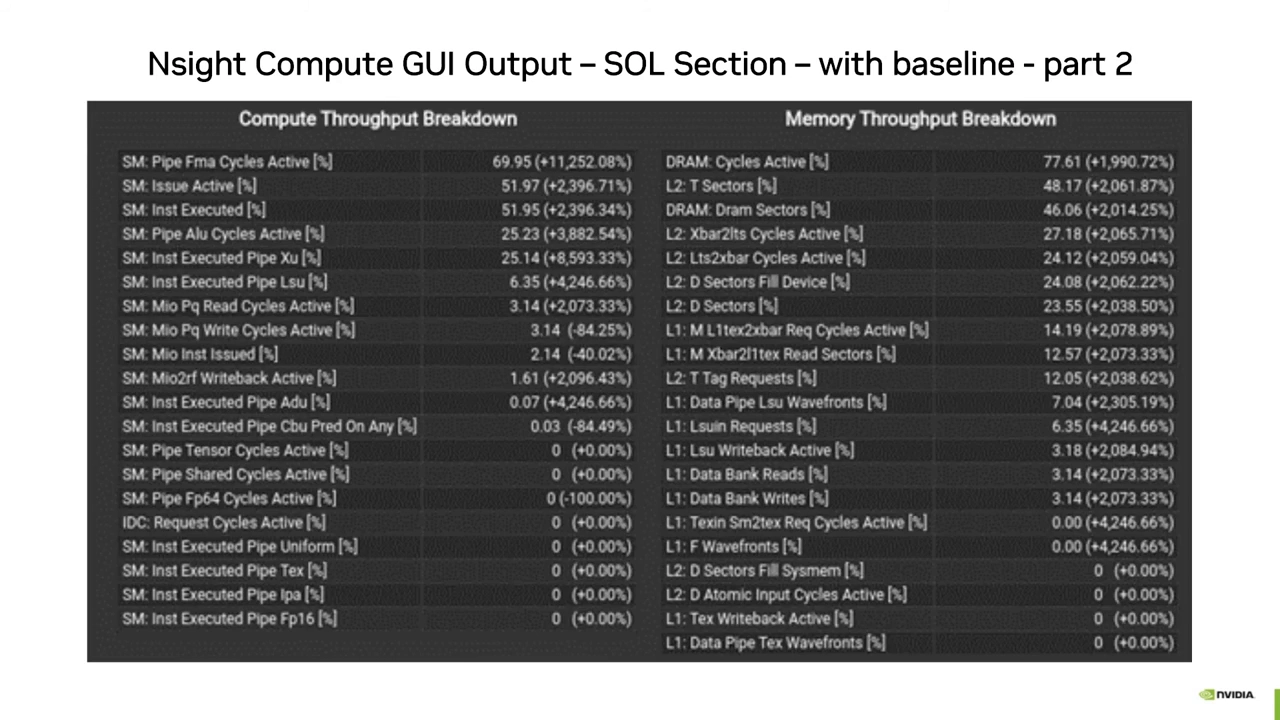 Nsight Compute GUI Output – SOL Section – with baseline - part 2
Compute Throughput Breakdown
SM: Pipe Fma Cycles Active [%] 69.95 (+11,252.08%)
SM: Issue Active [%] 51.97 (+2,396.71%)
SM: Inst Executed [%] 51.95 (+2,396.34%)
SM: Pipe Alu Cycles Active [%] 25.23 (+3,882.54%)
SM: Inst Executed Pipe Xu [%] 25.14 (+8,593.33%)
SM: Inst Executed Pipe Lsu [%] 6.35 (+4,246.66%)
SM: Mio Pq Read Cycles Active [%] 3.14 (+2,073.33%)
SM: Mio Pq Write Cycles Active [%] 3.14 (-84.25%)
SM: Mio Inst Issued [%] 2.14 (-40.02%)
SM: Mio2rf Writeback Active [%] 1.61 (+2,096.43%)
SM: Inst Executed Pipe Adu [%] 0.07 (+4,246.66%)
SM: Inst Executed Pipe Cbu Pred On Any [%] 0.03 (-84.49%)
SM: Pipe Tensor Cycles Active [%] 0 (+0.00%)
SM: Pipe Shared Cycles Active [%] 0 (+0.00%)
SM: Pipe Fp64 Cycles Active [%] 0 (-100.00%)
IDC: Request Cycles Active [%] 0 (+0.00%)
SM: Inst Executed Pipe Uniform [%] 0 (+0.00%)
SM: Inst Executed Pipe Tex [%] 0 (+0.00%)
SM: Inst Executed Pipe Ipa [%] 0 (+0.00%)
SM: Inst Executed Pipe Fp16 [%] 0 (+0.00%)
Memory Throughput Breakdown
DRAM: Cycles Active [%] 77.61 (+1,990.72%)
L2: T Sectors [%] 48.17 (+2,061.87%)
DRAM: Dram Sectors [%] 46.06 (+2,014.25%)
L2: Xbar2lts Cycles Active [%] 27.18 (+2,065.71%)
L2: Lts2xbar Cycles Active [%] 24.12 (+2,059.04%)
L2: D Sectors Fill Device [%] 24.08 (+2,062.22%)
L2: D Sectors [%] 23.55 (+2,038.50%)
L1: M L1tex2xbar Req Cycles Active [%] 14.19 (+2,078.89%)
L1: M Xbar2l1tex Read Sectors [%] 12.57 (+2,073.33%)
L2: T Tag Requests [%] 12.05 (+2,038.62%)
L1: Data Pipe Lsu Wavefronts [%] 7.04 (+2,305.19%)
L1: Lsuin Requests [%] 6.35 (+4,246.66%)
L1: Lsu Writeback Active [%] 3.18 (+2,084.94%)
L1: Data Bank Reads [%] 3.14 (+2,073.33%)
L1: Data Bank Writes [%] 3.14 (+2,073.33%)
L1: Texin Sm2tex Req Cycles Active [%] 0.00 (+4,246.66%)
L1: F Wavefronts [%] 0.00 (+4,246.66%)
L2: D Sectors Fill Sysmem [%] 0 (+0.00%)
L2: D Atomic Input Cycles Active [%] 0 (+0.00%)
L1: Tex Writeback Active [%] 0 (+0.00%)
L1: Data Pipe Tex Wavefronts [%] 0 (+0.00%)
NVIDIA.